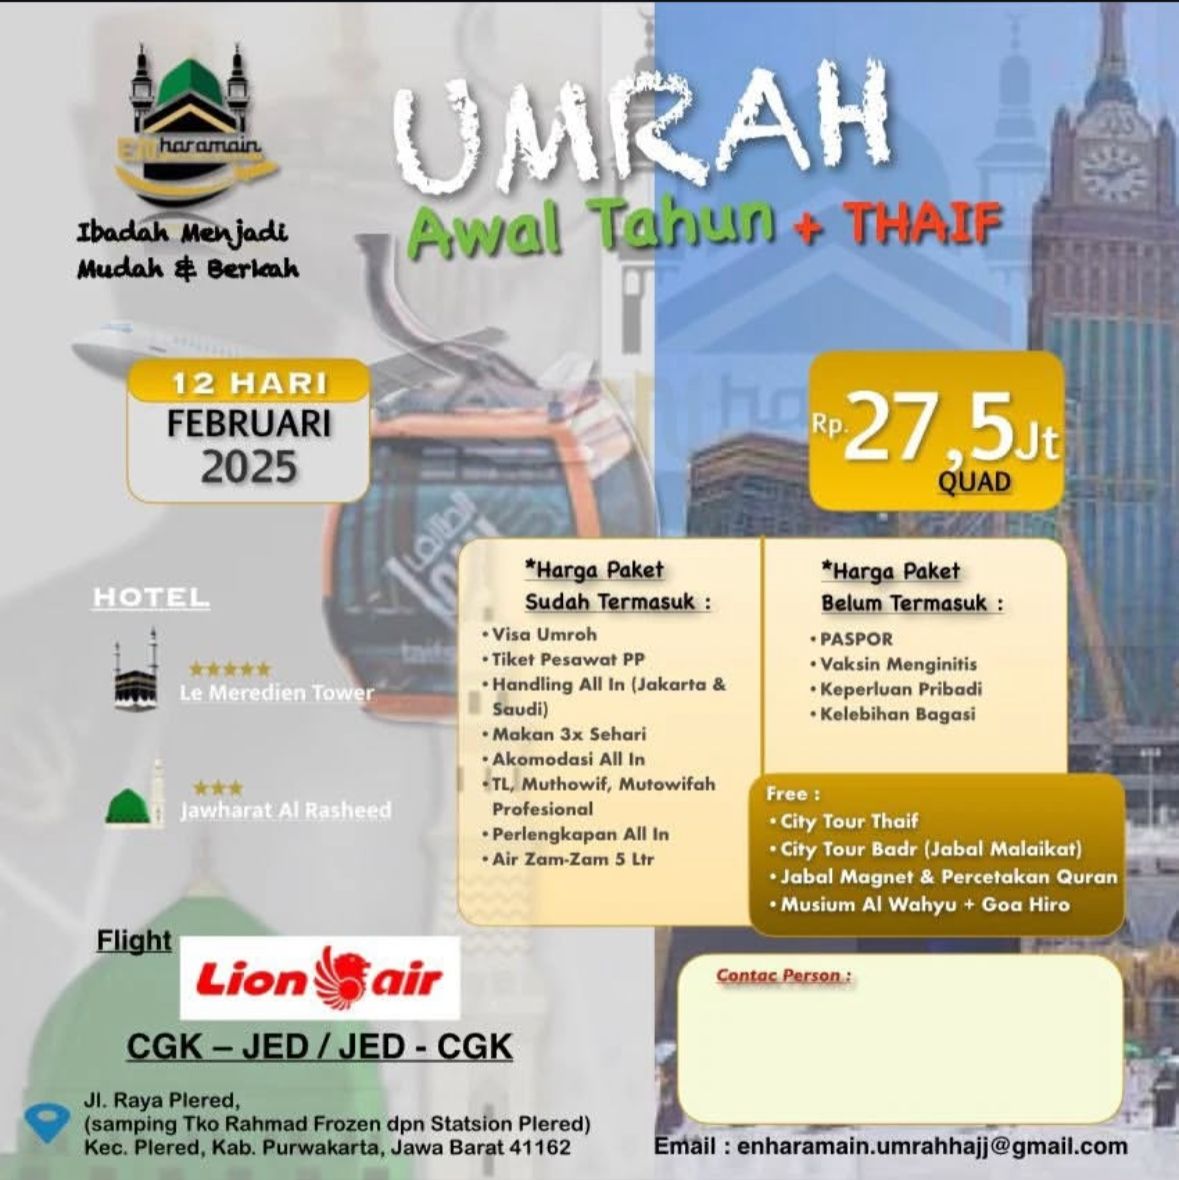 Enharamain
Ibadah Menjadi
Mudah & Berkah
UMRAH
Awal Tahun + THAIF
12 HARI
FEBRUARI
2025
Rp.27,5Jt
QUAD
HOTEL
Le Meredien Tower
Jawharat Al Rasheed
*Harga Paket
Sudah Termasuk :
• Visa Umroh
• Tiket Pesawat PP
• Handling All In (Jakarta &
Saudi)
• Makan 3x Sehari
• Akomodasi All In
• TL, Muthowif, Mutowifah
Profesional
• Perlengkapan All In
• Air Zam-Zam 5 Ltr
*Harga Paket
Belum Termasuk :
• PASPOR
• Vaksin Menginitis
• Keperluan Pribadi
• Kelebihan Bagasi
Free :
• City Tour Thaif
• City Tour Badr (Jabal Malaikat)
• Jabal Magnet & Percetakan Quran
• Musium Al Wahyu + Goa Hiro
Flight
Lion air
CGK – JED / JED - CGK
Contac Person :
Jl. Raya Plered,
(samping Tko Rahmad Frozen dpn Statsion Plered)
Kec. Plered, Kab. Purwakarta, Jawa Barat 41162
Email : enharamain.umrahhajj@gmail.com